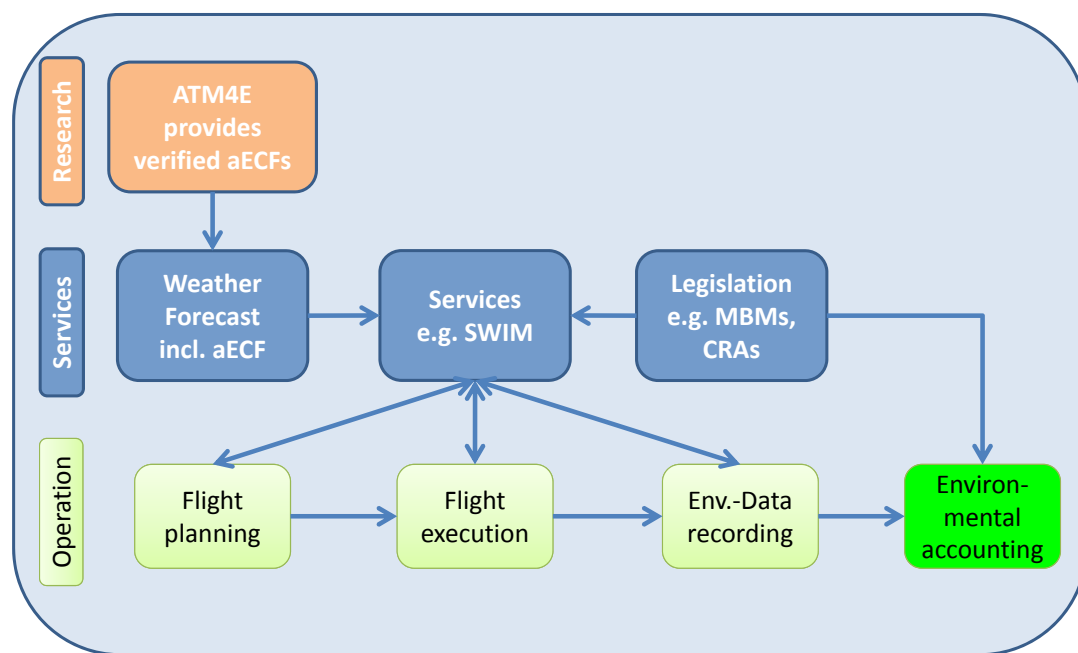 Research
ATM4E
provides
verified aECFs
Services
Weather
Forecast
incl. aECF
Services
e.g. SWIM
Legislation
e.g. MBMs,
CRAs
Operation
Flight
planning
Flight
execution
Env.-Data
recording
Environ-
mental
accounting